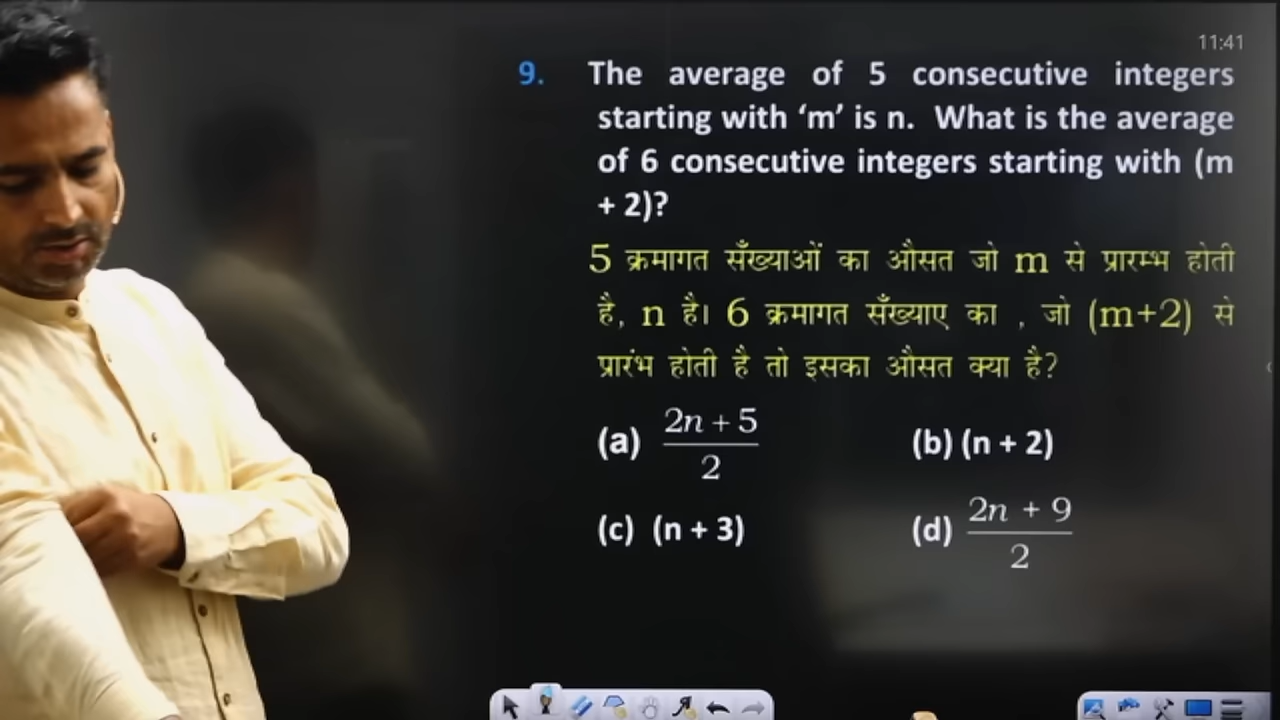 11:41
9. The average of 5 consecutive integers
starting with ‘m’ is n. What is the average
of 6 consecutive integers starting with (m
+ 2)?
5 क्रमागत सँख्याओं का औसत जो m से प्रारम्भ होती
है, n है। 6 क्रमागत सँख्याए का , जो (m+2) से
प्रारंभ होती है तो इसका औसत क्या है?
(a) (2n + 5)/2 (b) (n + 2)
(c) (n + 3) (d) (2n + 9)/2